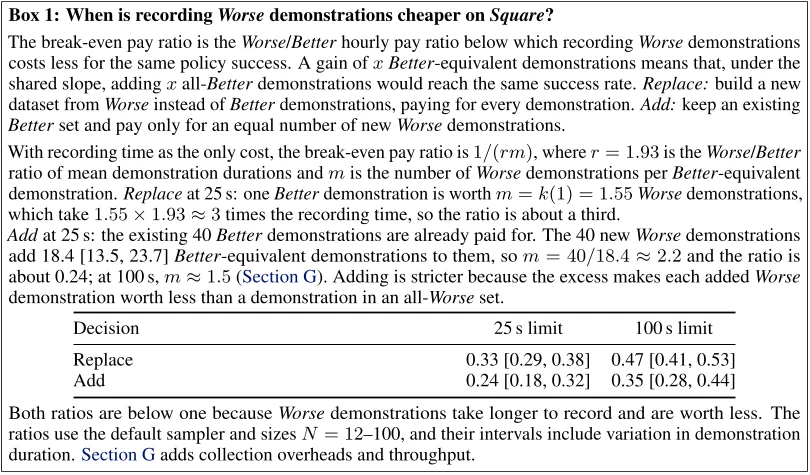 Box 1: When is recording Worse demonstrations cheaper on Square?
The break-even pay ratio is the Worse/Better hourly pay ratio below which recording Worse demonstrations
costs less for the same policy success. A gain of x Better-equivalent demonstrations means that, under the
shared slope, adding x all-Better demonstrations would reach the same success rate. Replace: build a new
dataset from Worse instead of Better demonstrations, paying for every demonstration. Add: keep an existing
Better set and pay only for an equal number of new Worse demonstrations.
With recording time as the only cost, the break-even pay ratio is 1/(rm), where r = 1.93 is the Worse/Better
ratio of mean demonstration durations and m is the number of Worse demonstrations per Better-equivalent
demonstration. Replace at 25 s: one Better demonstration is worth m = k(1) = 1.55 Worse demonstrations,
which take 1.55 × 1.93 ≈ 3 times the recording time, so the ratio is about a third.
Add at 25 s: the existing 40 Better demonstrations are already paid for. The 40 new Worse demonstrations
add 18.4 [13.5, 23.7] Better-equivalent demonstrations to them, so m = 40/18.4 ≈ 2.2 and the ratio is
about 0.24; at 100 s, m ≈ 1.5 (Section G). Adding is stricter because the excess makes each added Worse
demonstration worth less than a demonstration in an all-Worse set.
Decision 25 s limit 100 s limit
Replace 0.33 [0.29, 0.38] 0.47 [0.41, 0.53]
Add 0.24 [0.18, 0.32] 0.35 [0.28, 0.44]
Both ratios are below one because Worse demonstrations take longer to record and are worth less. The
ratios use the default sampler and sizes N = 12–100, and their intervals include variation in demonstration
duration. Section G adds collection overheads and throughput.